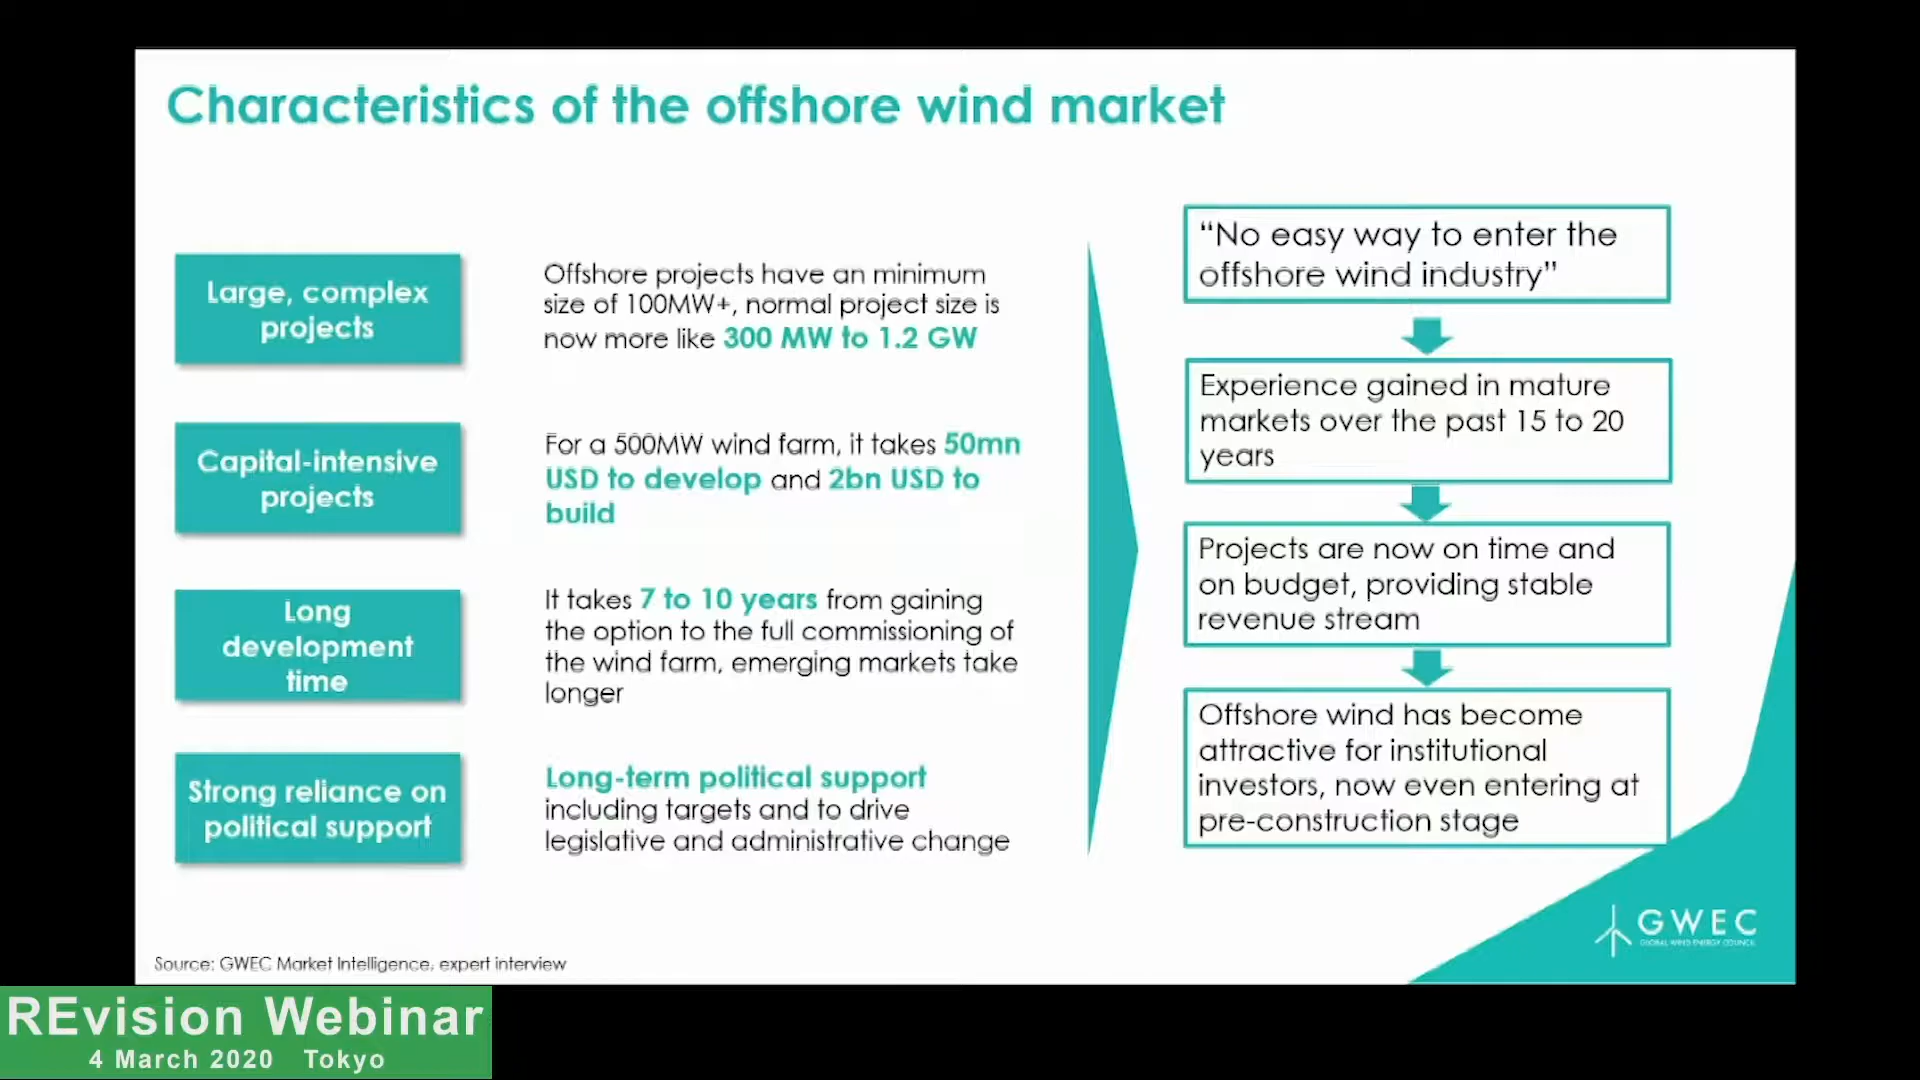 Characteristics of the offshore wind market
Large, complex
projects
Offshore projects have an minimum
size of 100MW+, normal project size is
now more like 300 MW to 1.2 GW
Capital-intensive
projects
For a 500MW wind farm, it takes 50mn
USD to develop and 2bn USD to
build
Long
development
time
It takes 7 to 10 years from gaining
the option to the full commissioning of
the wind farm, emerging markets take
longer
Strong reliance on
political support
Long-term political support
including targets and to drive
legislative and administrative change
“No easy way to enter the
offshore wind industry”
Experience gained in mature
markets over the past 15 to 20
years
Projects are now on time and
on budget, providing stable
revenue stream
Offshore wind has become
attractive for institutional
investors, now even entering at
pre-construction stage
GWEC
GLOBAL WIND ENERGY COUNCIL
Source: GWEC Market Intelligence, expert interview
REvision Webinar
4 March 2020 Tokyo